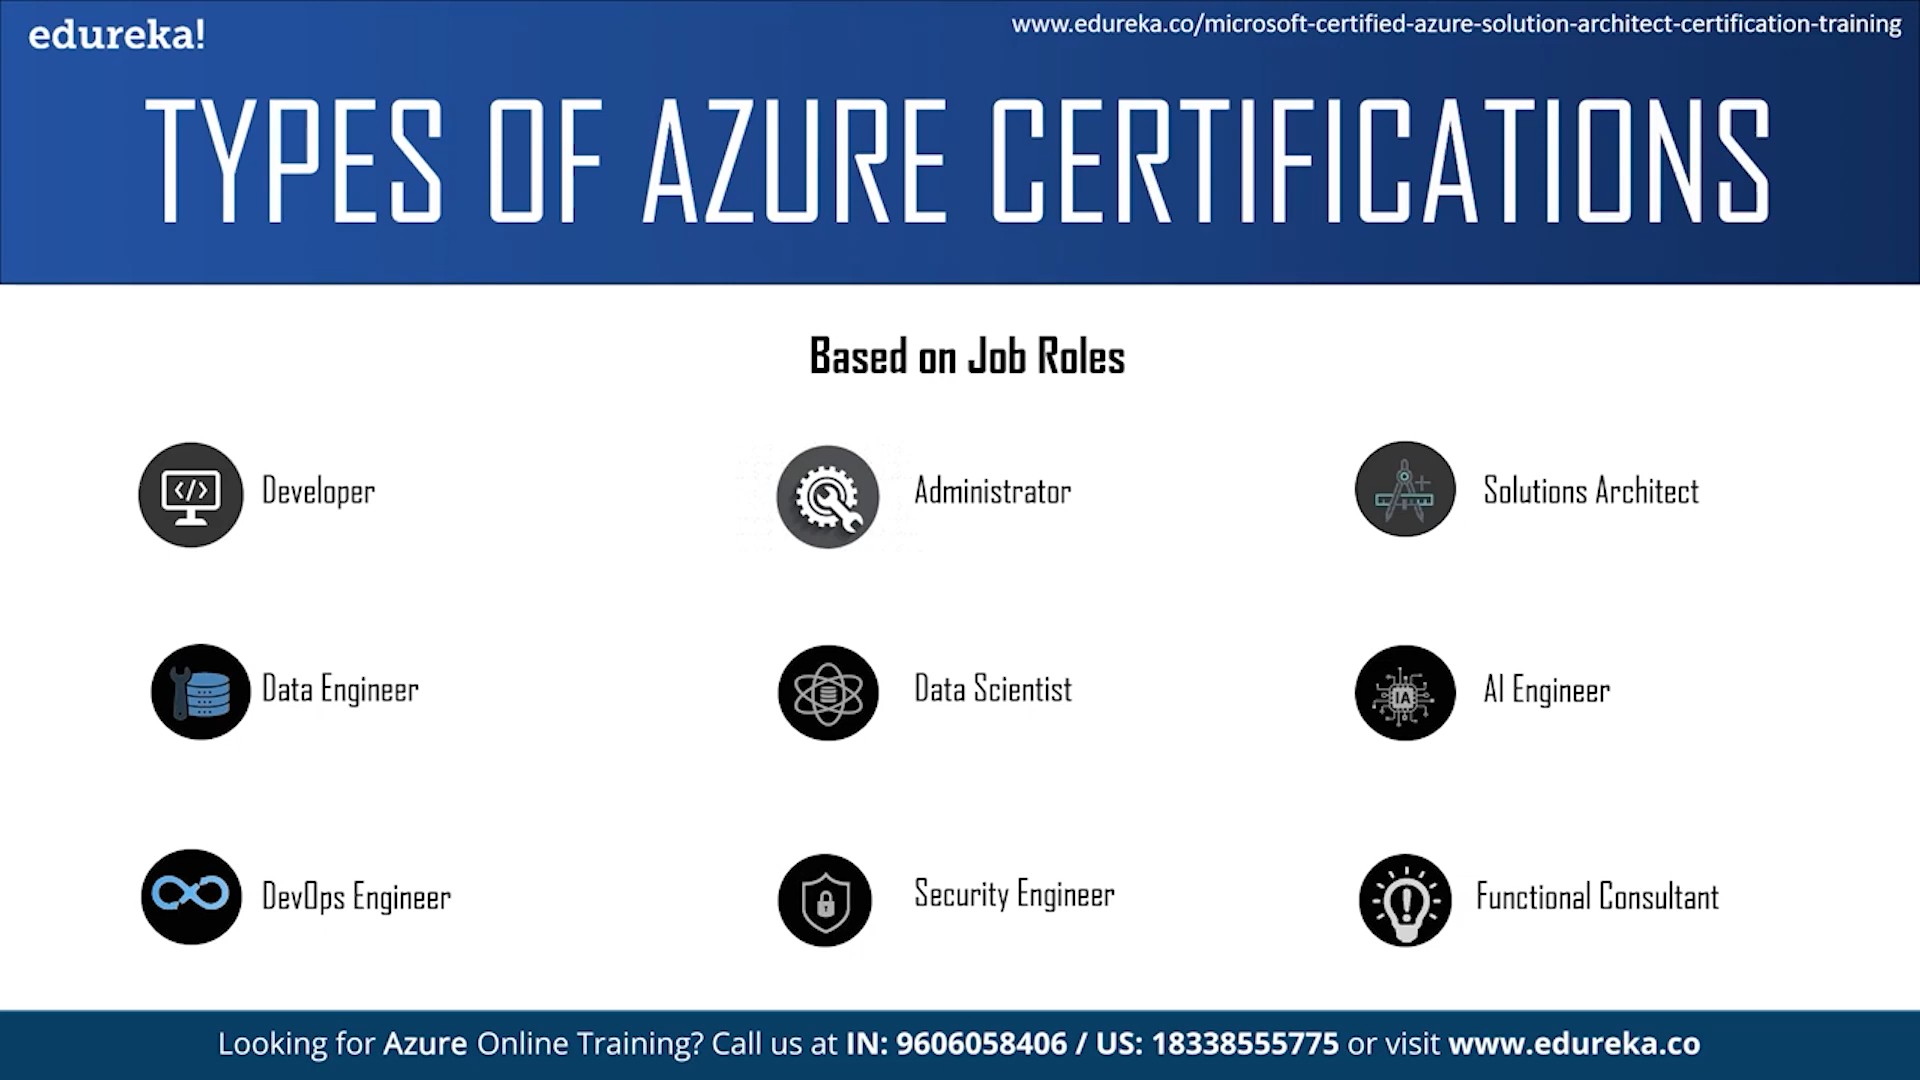 edureka!
www.edureka.co/microsoft-certified-azure-solution-architect-certification-training
TYPES OF AZURE CERTIFICATIONS
Based on Job Roles
Developer
Administrator
Solutions Architect
Data Engineer
Data Scientist
IA
AI Engineer
DevOps Engineer
Security Engineer
Functional Consultant
Looking for Azure Online Training? Call us at IN: 9606058406 / US: 18338555775 or visit www.edureka.co